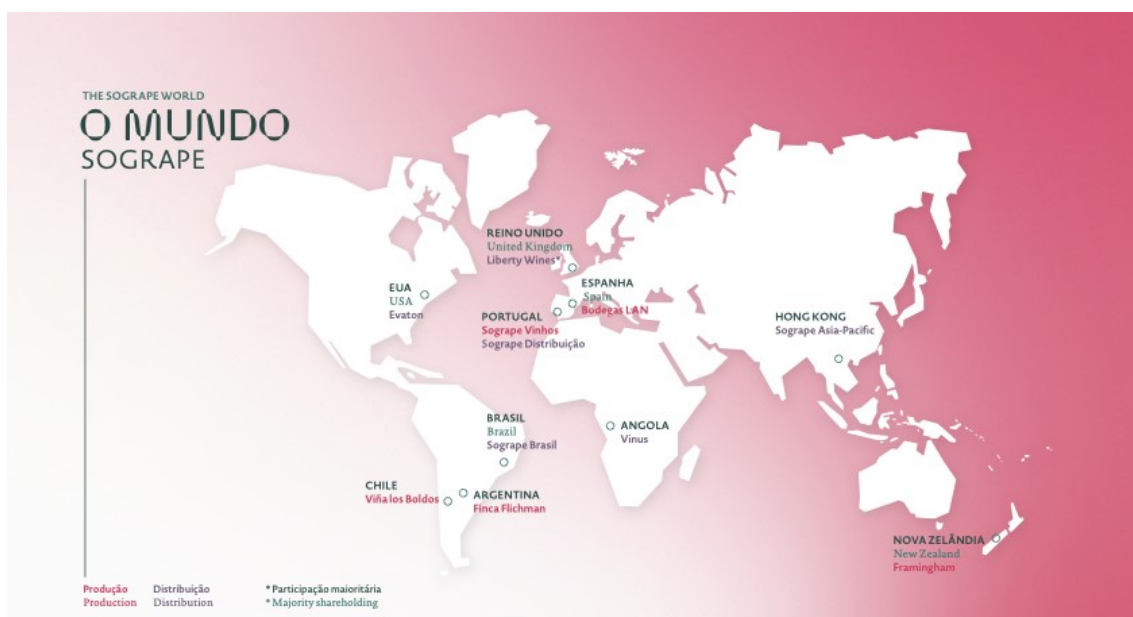 THE SOGRAPE WORLD
O MUNDO
SOGRAPE
REINO UNIDO
United Kingdom
Liberty Wines*
EUA
USA
Evaton
ESPANHA
Spain
Bodegas LAN
PORTUGAL
Sogrape Vinhos
Sogrape Distribuição
HONG KONG
Sogrape Asia-Pacific
BRASIL
Brazil
Sogrape Brasil
ANGOLA
Vinus
CHILE
Viña los Boldos
ARGENTINA
Finca Flichman
NOVA ZELÂNDIA
New Zealand
Framingham
Produção Distribuição * Participação maioritária
Production Distribution * Majority shareholding